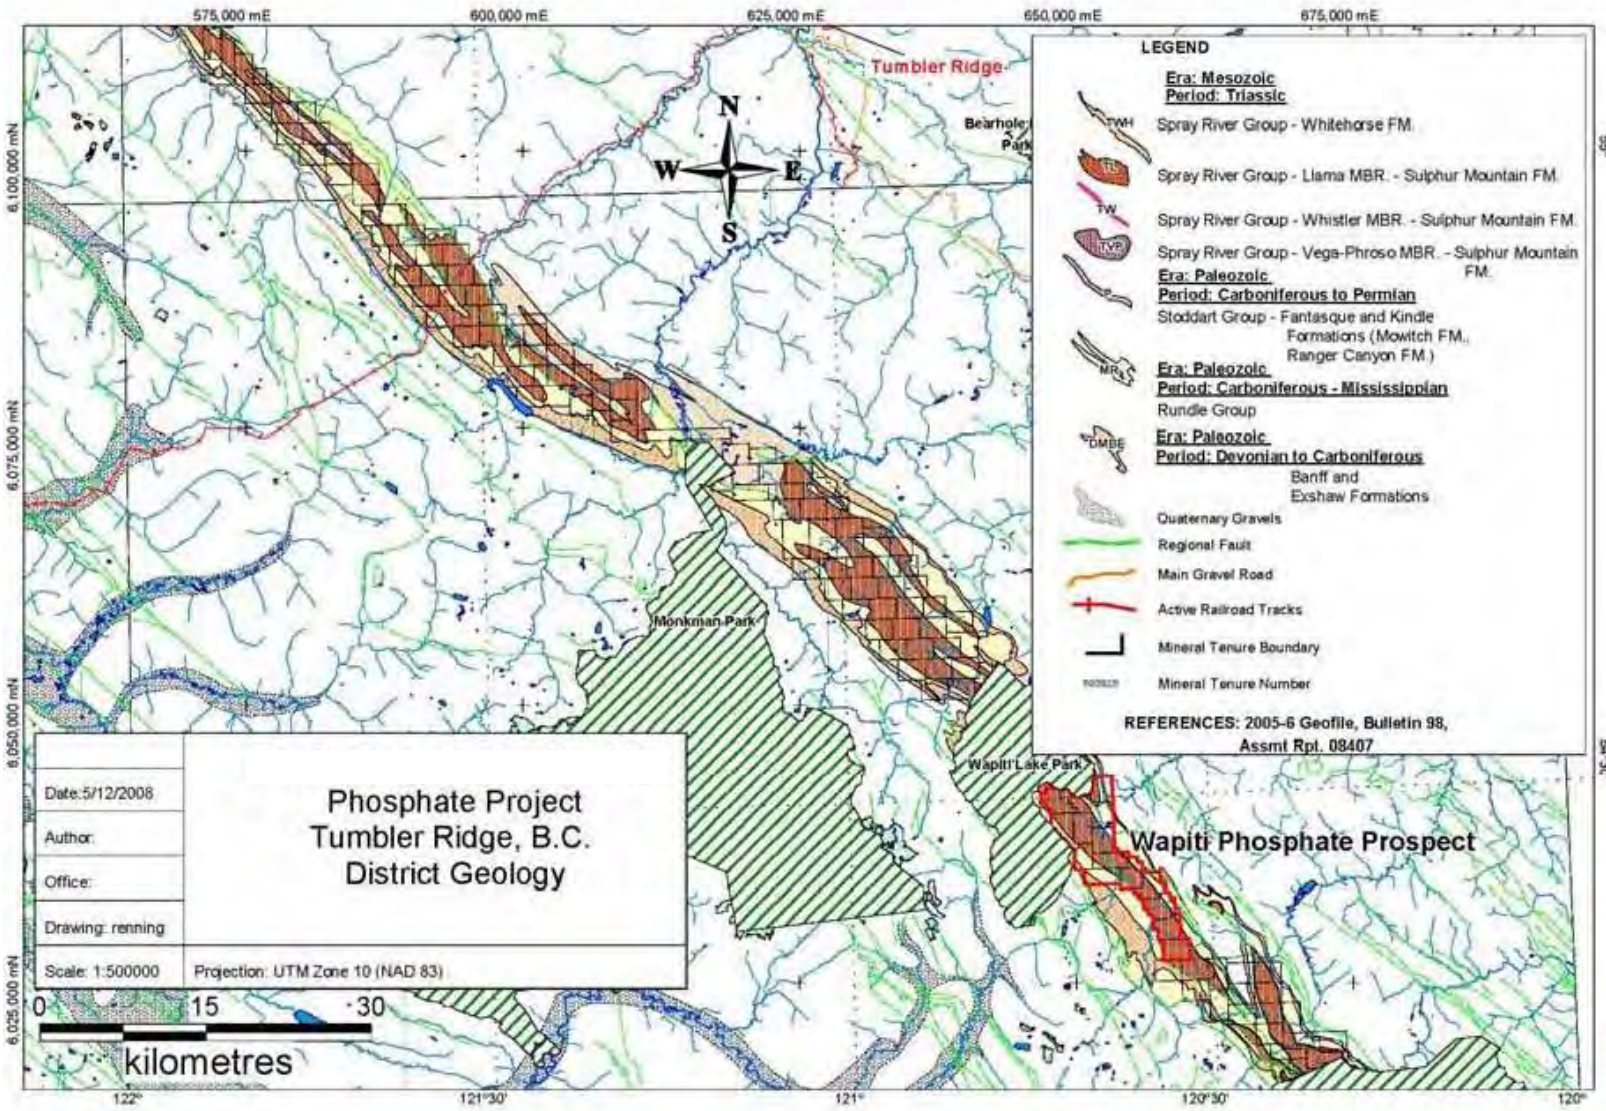 575,000 mE
600,000 mE
625,000 mE
650,000 mE
675,000 mE
6,100,000 mN
6,075,000 mN
6,050,000 mN
6,025,000 mN
Tumbler Ridge
Bearhole
Park
N
W
E
S
D.
Monkman Park
Wapiti Lake Park
Wapiti Phosphate Prospect
LEGEND
Era: Mesozoic
Period: Triassic
TWH
Spray River Group - Whitehorse FM.
TL
Spray River Group - Llama MBR. - Sulphur Mountain FM.
TW
Spray River Group - Whistler MBR. - Sulphur Mountain FM.
TVP
Spray River Group - Vega-Phroso MBR. - Sulphur Mountain
FM.
Era: Paleozoic
Period: Carboniferous to Permian
P
Stoddart Group - Fantasque and Kindle
Formations (Mowitch FM.,
Ranger Canyon FM.)
MR
Era: Paleozoic
Period: Carboniferous - Mississippian
Rundle Group
DMBE
Era: Paleozoic
Period: Devonian to Carboniferous
Banff and
Exshaw Formations
Quaternary Gravels
Regional Fault
Main Gravel Road
Active Railroad Tracks
Mineral Tenure Boundary
Mineral Tenure Number
REFERENCES: 2005-6 Geofile, Bulletin 98,
Assmt Rpt. 08407
Date:5/12/2008
Author:
Office:
Drawing: renning
Scale: 1:500000
Phosphate Project
Tumbler Ridge, B.C.
District Geology
Projection: UTM Zone 10 (NAD 83)
0 15 30
kilometres
122°
121°30'
121°
120°30'
120°